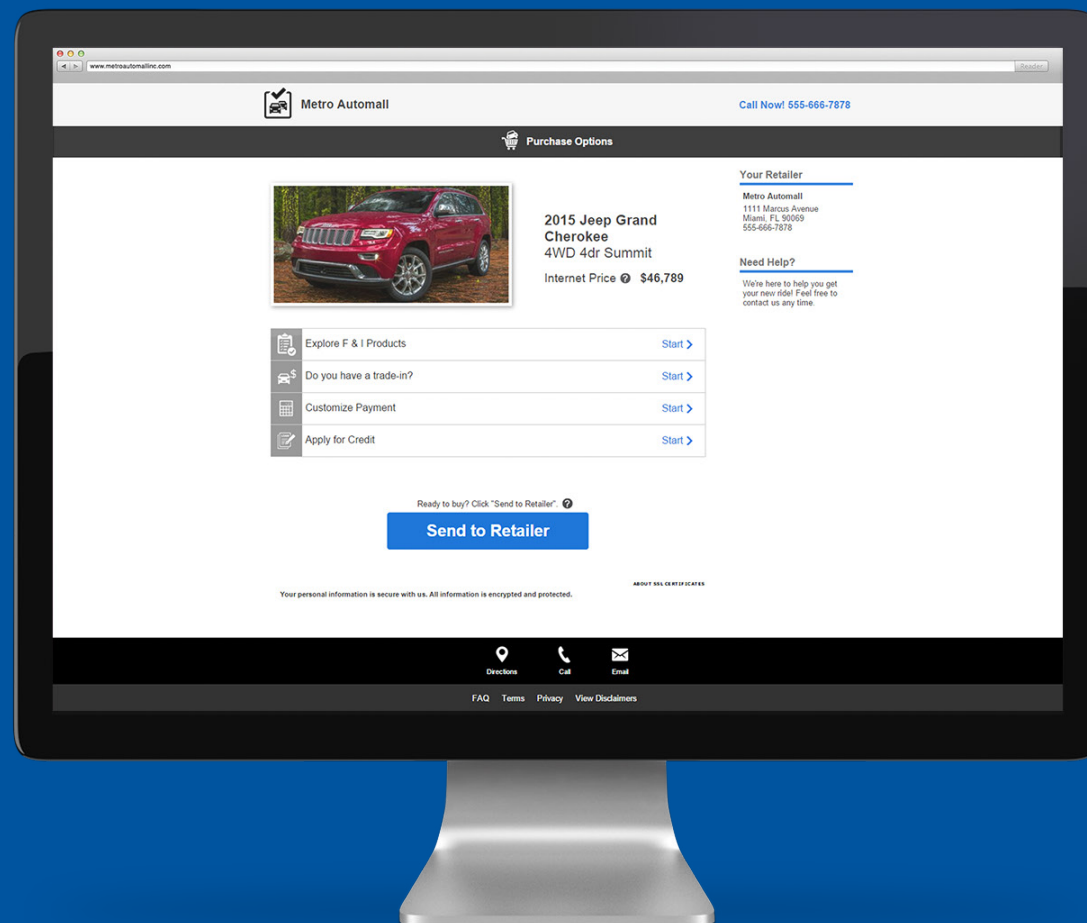 www.metroautomallinc.com
Reader
Metro Automall
Call Now! 555-666-7878
Purchase Options
2015 Jeep Grand
Cherokee
4WD 4dr Summit
Internet Price ? $46,789
Your Retailer
Metro Automall
1111 Marcus Avenue
Miami, FL 90069
555-666-7878
Need Help?
We're here to help you get
your new ride! Feel free to
contact us any time.
Explore F & I Products Start
Do you have a trade-in? Start
Customize Payment Start
Apply for Credit Start
Ready to buy? Click "Send to Retailer". ?
Send to Retailer
ABOUT SSL CERTIFICATES
Your personal information is secure with us. All information is encrypted and protected.
Directions Call Email
FAQ Terms Privacy View Disclaimers